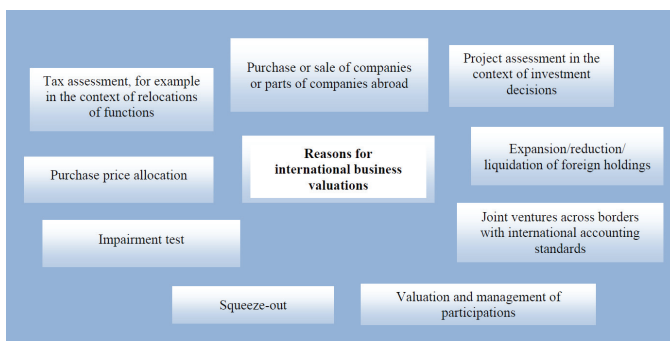 Purchase or sale of companies
or parts of companies abroad
Project assessment in the
context of investment
decisions
Tax assessment, for example
in the context of relocations
of functions
Reasons for
international business
valuations
Expansion/reduction/
liquidation of foreign holdings
Purchase price allocation
Joint ventures across borders
with international accounting
standards
Impairment test
Squeeze-out
Valuation and management of
participations